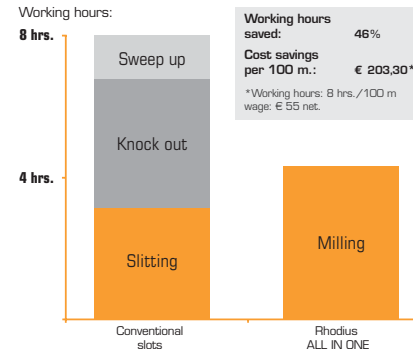 Working hours:
8 hrs.
4 hrs.
Sweep up
Knock out
Slitting
Milling
Conventional
slots
Rhodius
ALL IN ONE
Working hours
saved: 46%
Cost savings
per 100 m.: € 203,30*
*Working hours: 8 hrs./100 m
wage: € 55 net.